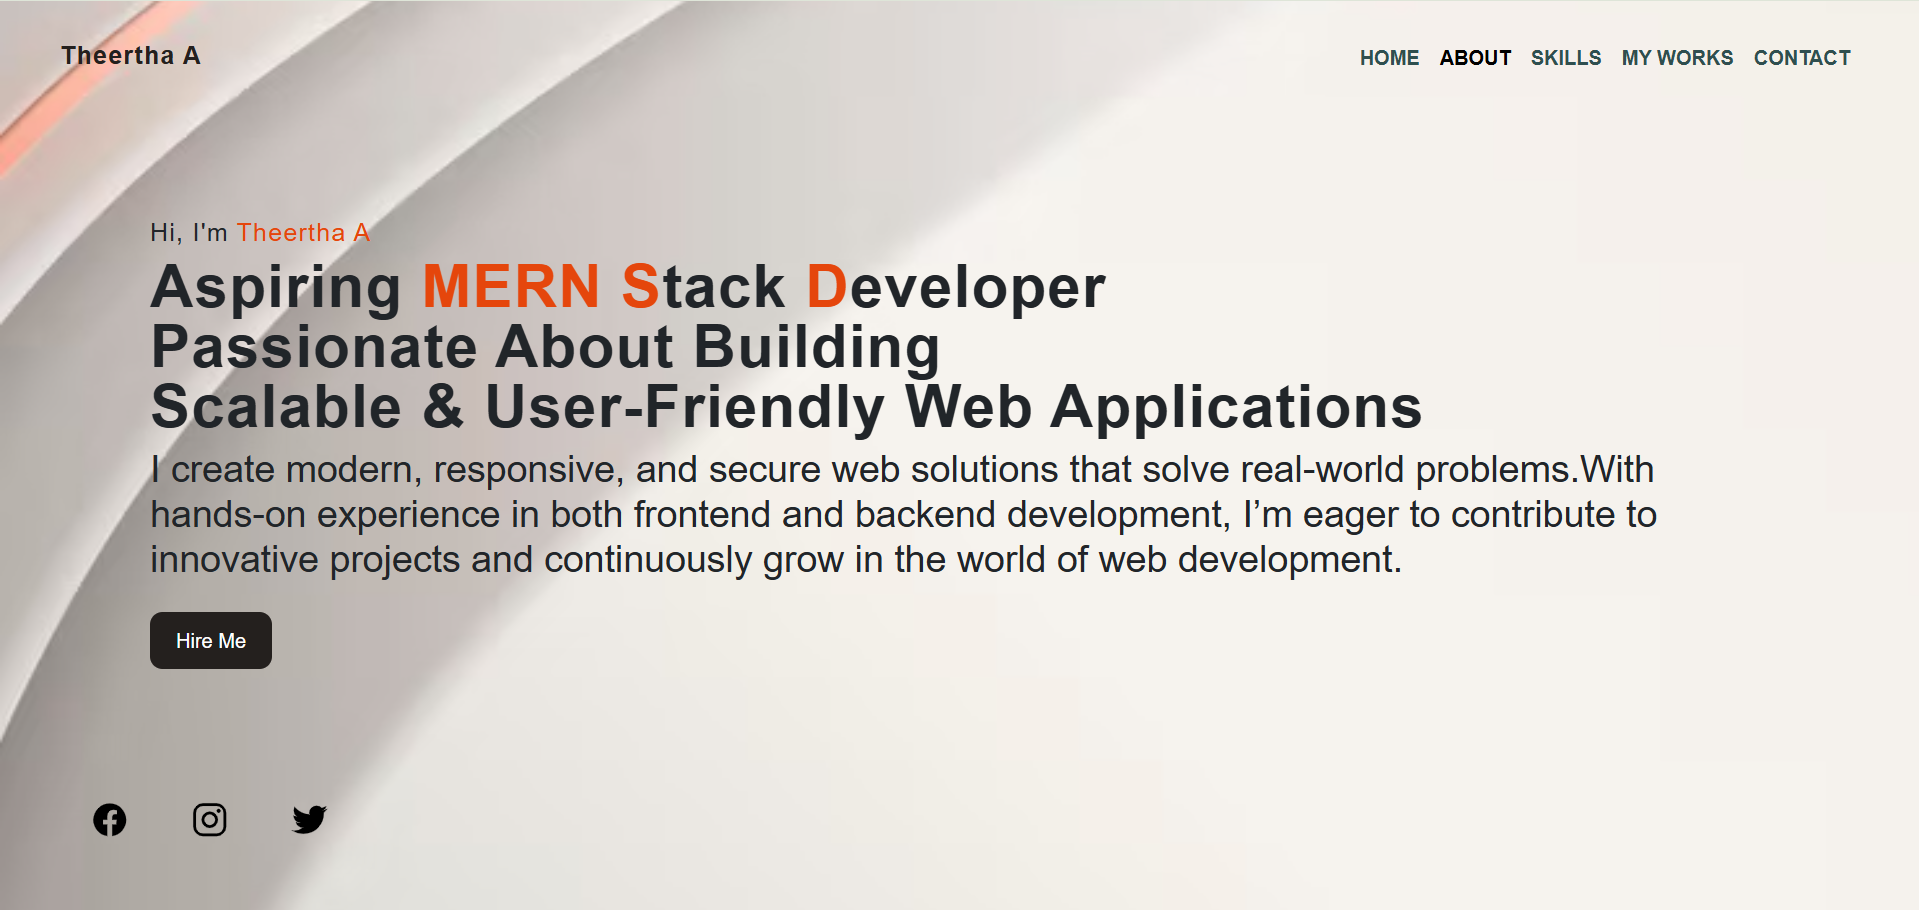 Theertha A
HOME ABOUT SKILLS MY WORKS CONTACT
Hi, I'm Theertha A
Aspiring MERN Stack Developer
Passionate About Building
Scalable & User-Friendly Web Applications
I create modern, responsive, and secure web solutions that solve real-world problems.With
hands-on experience in both frontend and backend development, I’m eager to contribute to
innovative projects and continuously grow in the world of web development.
Hire Me